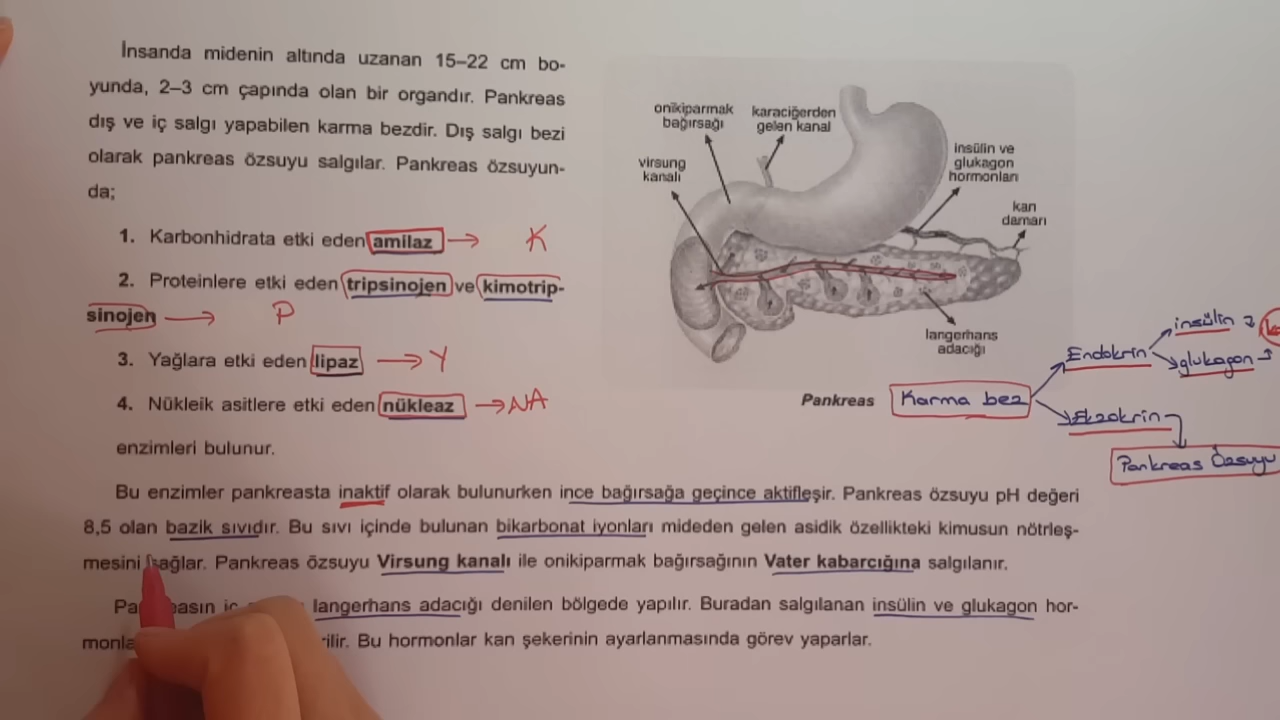 İnsanda midenin altında uzanan 15–22 cm bo-
yunda, 2–3 cm çapında olan bir organdır. Pankreas
dış ve iç salgı yapabilen karma bezdir. Dış salgı bezi
olarak pankreas özsuyu salgılar. Pankreas özsuyun-
da;
1. Karbonhidrata etki eden amilaz → K
2. Proteinlere etki eden tripsinojen ve kimotrip-
sinojen → P
3. Yağlara etki eden lipaz → Y
4. Nükleik asitlere etki eden nükleaz → NA
enzimleri bulunur.
onikiparmak
bağırsağı
karaciğerden
gelen kanal
virsung
kanalı
insülin ve
glukagon
hormonları
kan
damarı
langerhans
adacığı
Pankreas
Karma bez
Endokrin
insülin
glukagon
Ekzokrin
Pankreas Özsuyu
Bu enzimler pankreasta inaktif olarak bulunurken ince bağırsağa geçince aktifleşir. Pankreas özsuyu pH değeri
8,5 olan bazik sıvıdır. Bu sıvı içinde bulunan bikarbonat iyonları mideden gelen asidik özellikteki kimusun nötrleş-
mesini sağlar. Pankreas özsuyu Virsung kanalı ile onikiparmak bağırsağının Vater kabarcığına salgılanır.
langerhans adacığı denilen bölgede yapılır. Buradan salgılanan insülin ve glukagon hor-
Bu hormonlar kan şekerinin ayarlanmasında görev yaparlar.